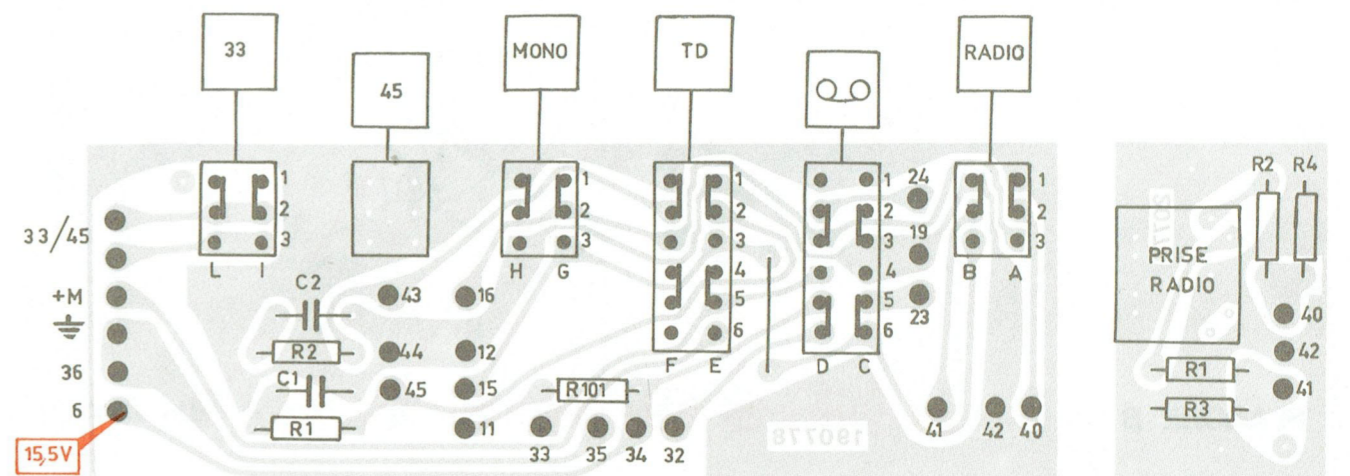 33
45
MONO
TD
RADIO
33/45
+M
36
6
15,5V
1
2
3
L I
C2
R2
C1
R1
43
44
45
16
12
15
11
1
2
3
H G
R101
33 35 34 32
1
2
3
4
5
6
F E
1
2
3
4
5
6
D C
24
19
23
1
2
3
B A
41 42 40
190778
PRISE
RADIO
R2 R4
40
42
41
R1
R3